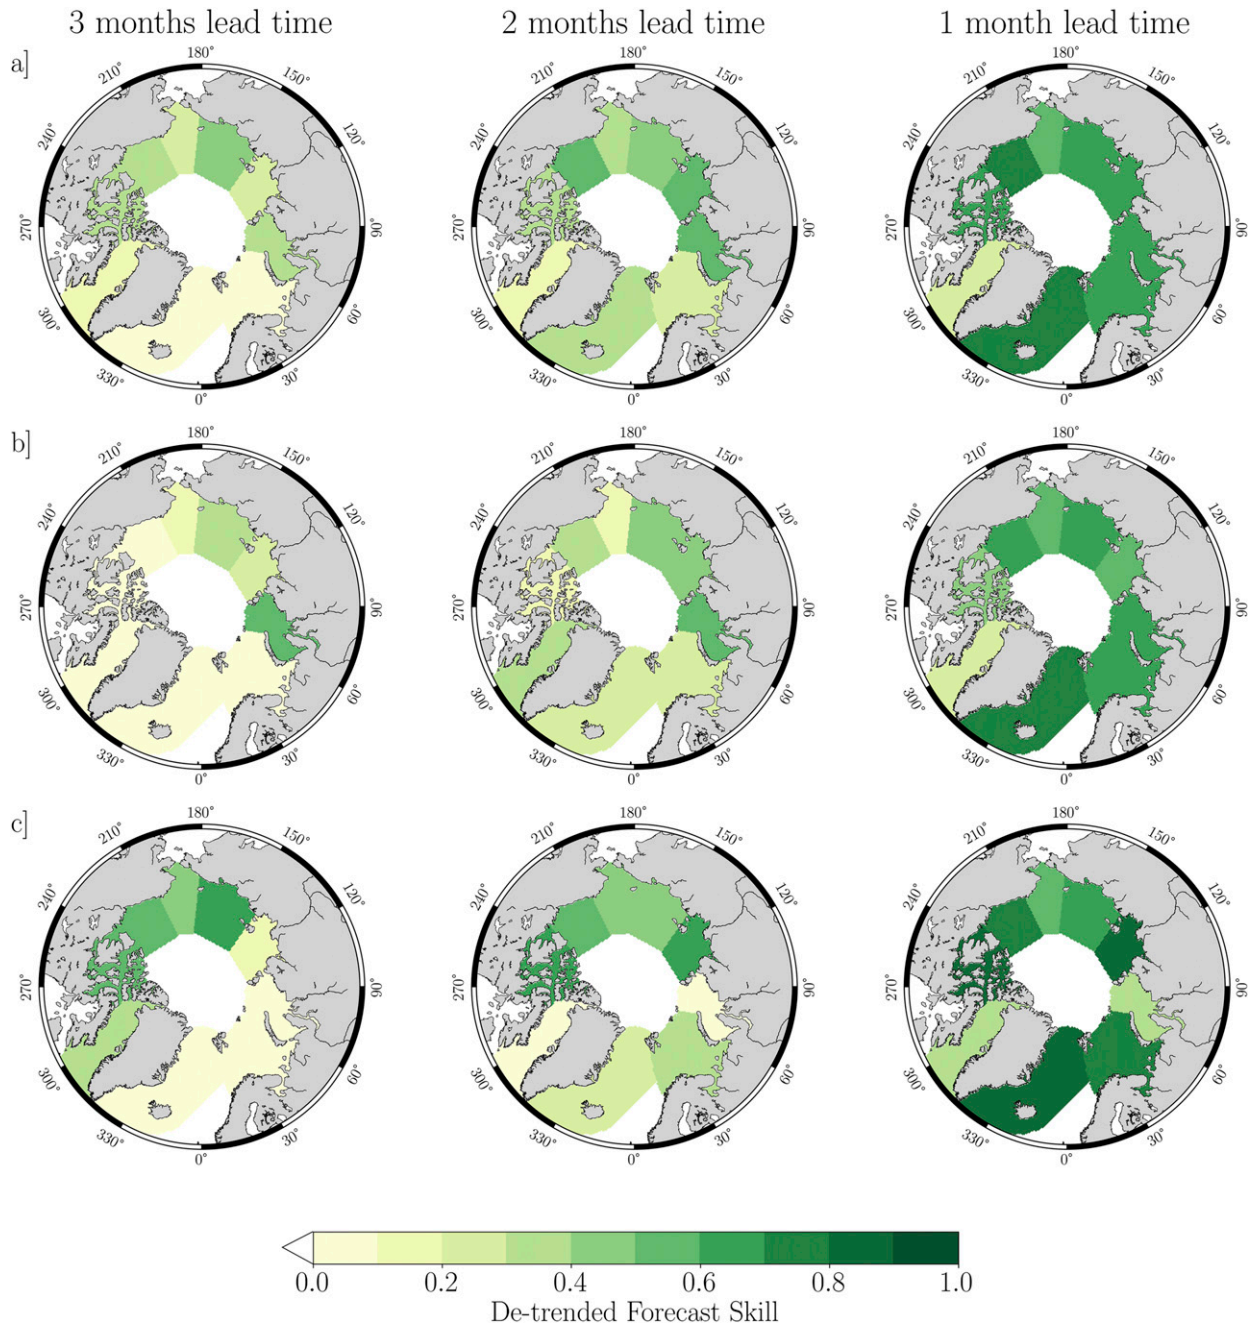 3 months lead time 2 months lead time 1 month lead time
a]
180° 180° 180°
210° 150° 210° 150° 210° 150°
240° 120° 240° 120° 240° 120°
270° 90° 270° 90° 270° 90°
300° 60° 300° 60° 300° 60°
330° 30° 330° 30° 330° 30°
0° 0° 0°
b]
180° 180° 180°
210° 150° 210° 150° 210° 150°
240° 120° 240° 120° 240° 120°
270° 90° 270° 90° 270° 90°
300° 60° 300° 60° 300° 60°
330° 30° 330° 30° 330° 30°
0° 0° 0°
c]
180° 180° 180°
210° 150° 210° 150° 210° 150°
240° 120° 240° 120° 240° 120°
270° 90° 270° 90° 270° 90°
300° 60° 300° 60° 300° 60°
330° 30° 330° 30° 330° 30°
0° 0° 0°
0.0 0.2 0.4 0.6 0.8 1.0
De-trended Forecast Skill